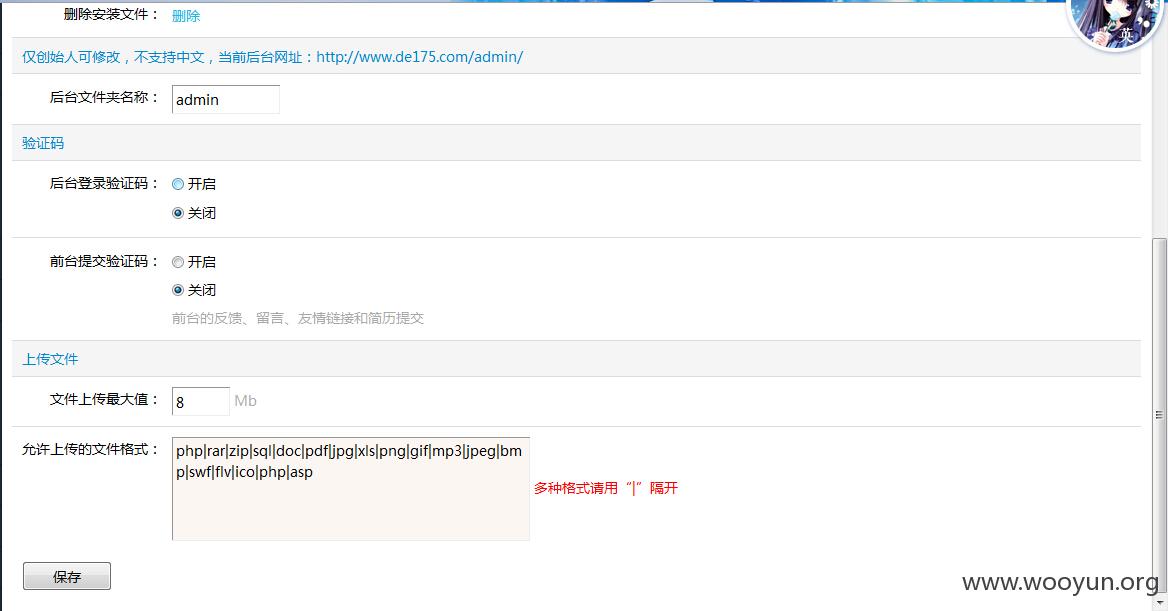 删除安装文件： 删除
英
仅创始人可修改，不支持中文，当前后台网址：http://www.de175.com/admin/
后台文件夹名称： admin
验证码
后台登录验证码： 开启
关闭
前台提交验证码： 开启
关闭
前台的反馈、留言、友情链接和简历提交
上传文件
文件上传最大值： 8 Mb
允许上传的文件格式： php|rar|zip|sql|doc|pdf|jpg|xls|png|gif|mp3|jpeg|bm
p|swf|flv|ico|php|asp
多种格式请用“|”隔开
保存
www.wooyun.org